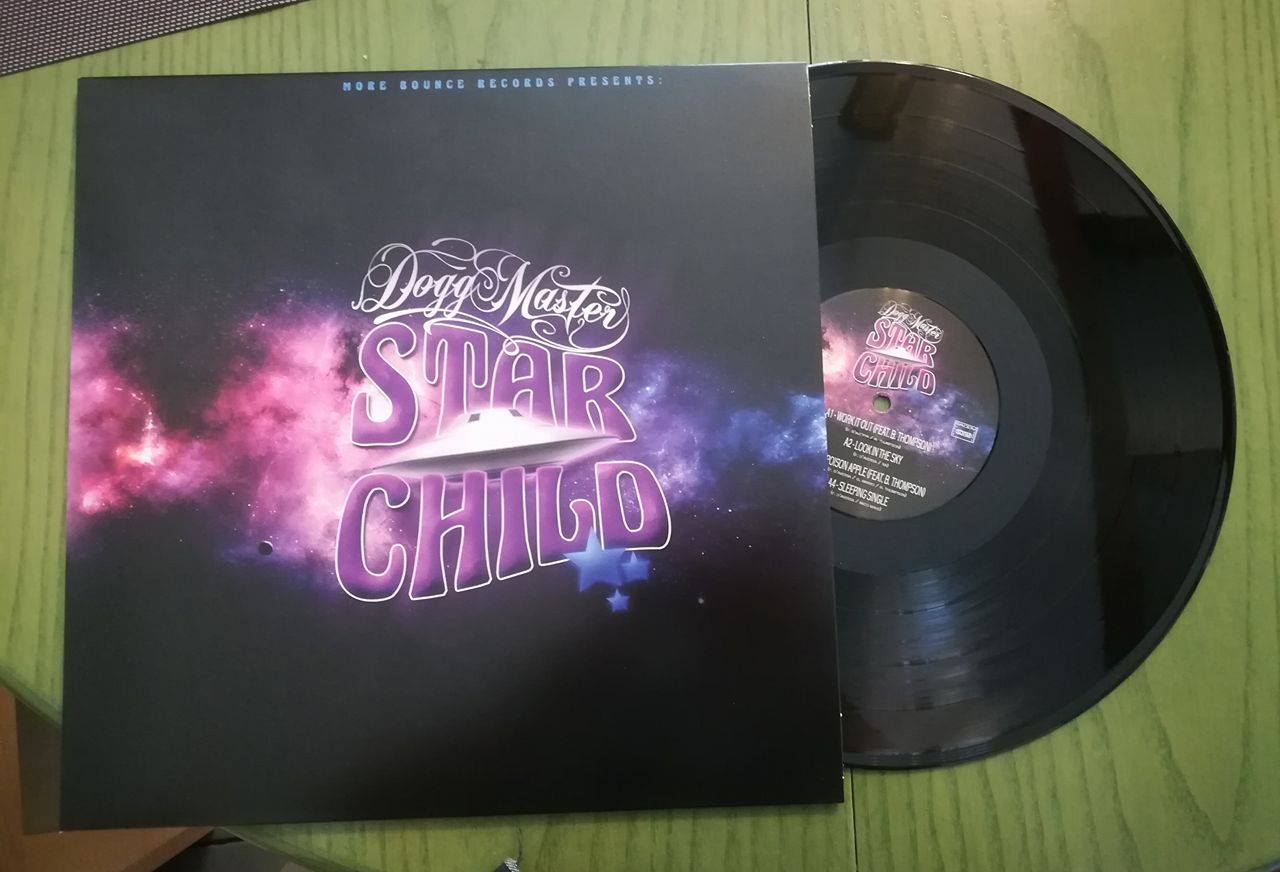 MORE BOUNCE RECORDS PRESENTS:
Dogg Master
STAR
CHILD
Dogg Master
STAR
CHILD
A1 - WORK IT OUT (FEAT. B. THOMPSON)
A2 - LOOK IN THE SKY
POISON APPLE (FEAT. B. THOMPSON)
A4 - SLEEPING SINGLE